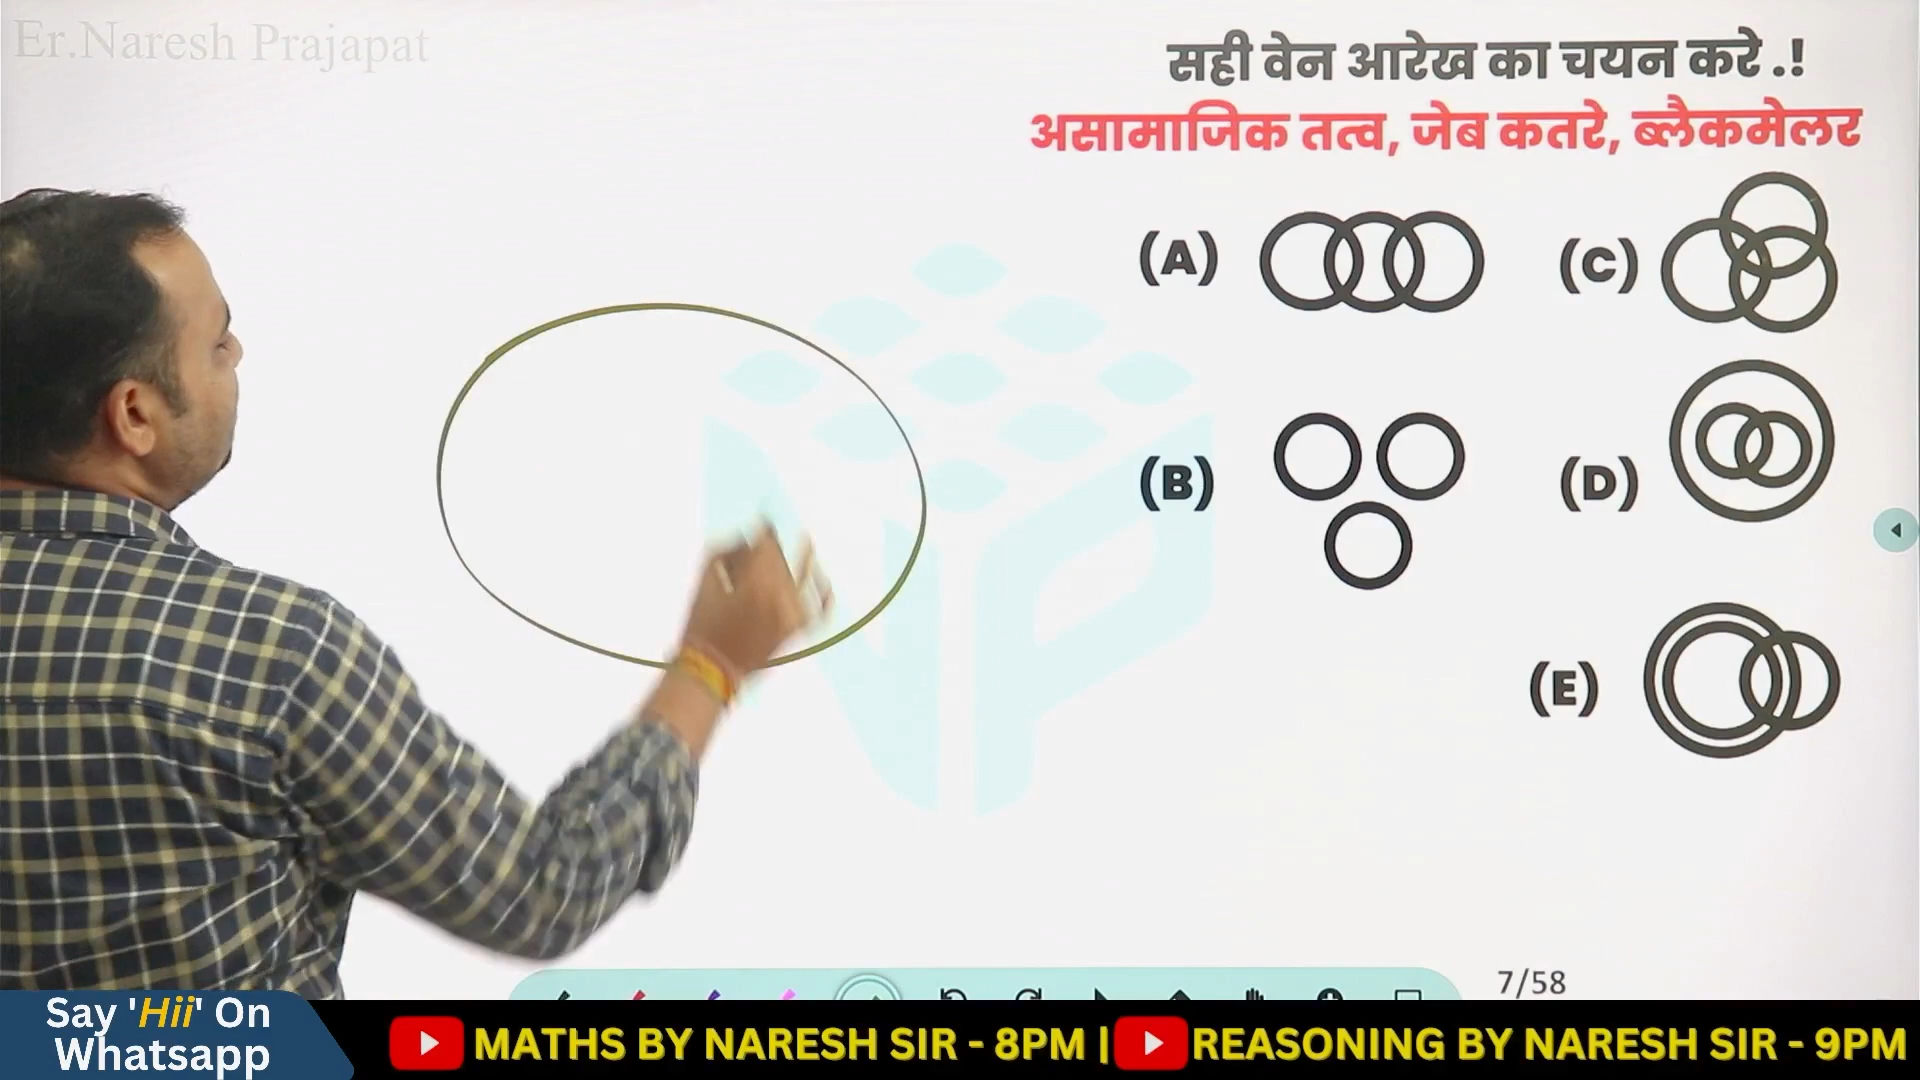 Er.Naresh Prajapat
सही वेन आरेख का चयन करे .!
असामाजिक तत्व, जेब कतरे, ब्लैकमेलर
(A)
(C)
(B)
(D)
(E)
7/58
Say 'Hii' On
Whatsapp
MATHS BY NARESH SIR - 8PM | REASONING BY NARESH SIR - 9PM